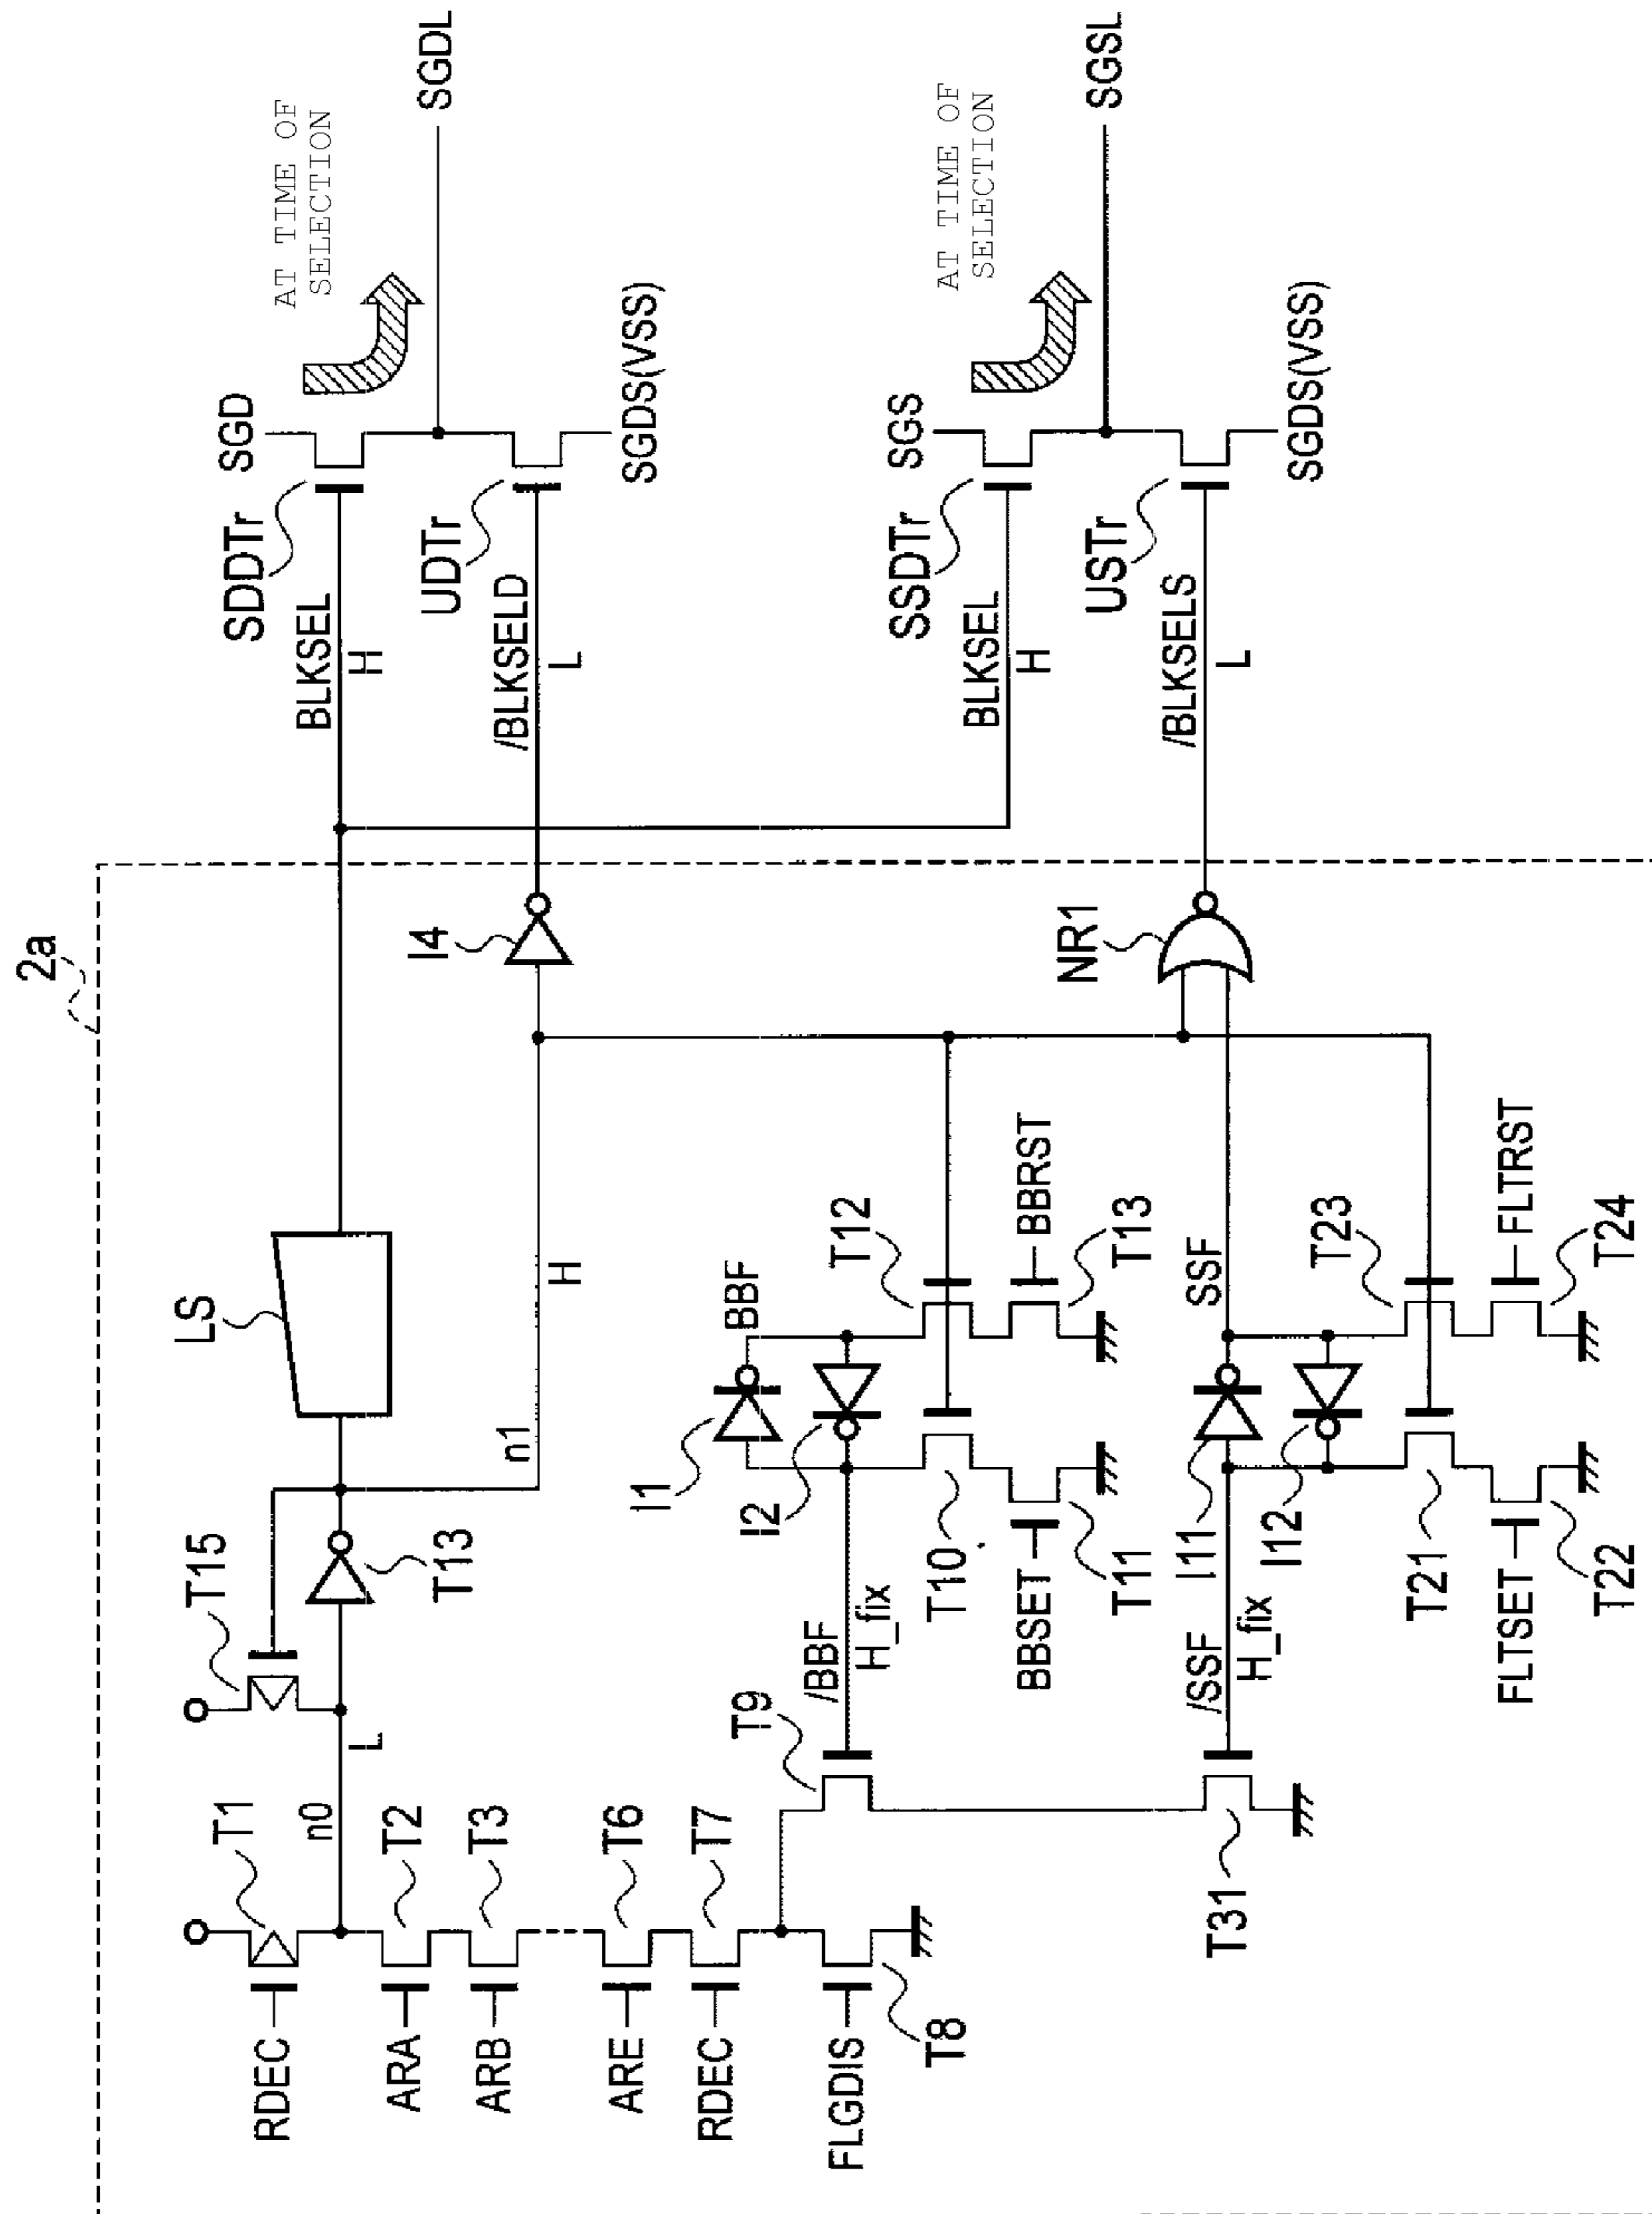 2a
RDEC
T1
n0
L
T15
T13
LS
BLKSEL
H
SDDTr
SGD
AT TIME OF
SELECTION
SGDL
ARA
T2
ARB
T3
n1
H
I4
/BLKSELD
L
UDTr
SGDS(VSS)
ARE
T6
RDEC
T7
FLGDIS
T8
T9
/BBF
H_fix
I1
I2
BBF
T10
T12
BBSET
T11
BBRST
T13
BLKSEL
H
SSDTr
SGS
AT TIME OF
SELECTION
SGSL
T31
/SSF
H_fix
I11
I12
SSF
NR1
/BLKSELS
L
USTr
SGDS(VSS)
T21
T23
FLTSET
T22
FLTRST
T24